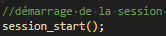 //démarrage de la session
session_start();